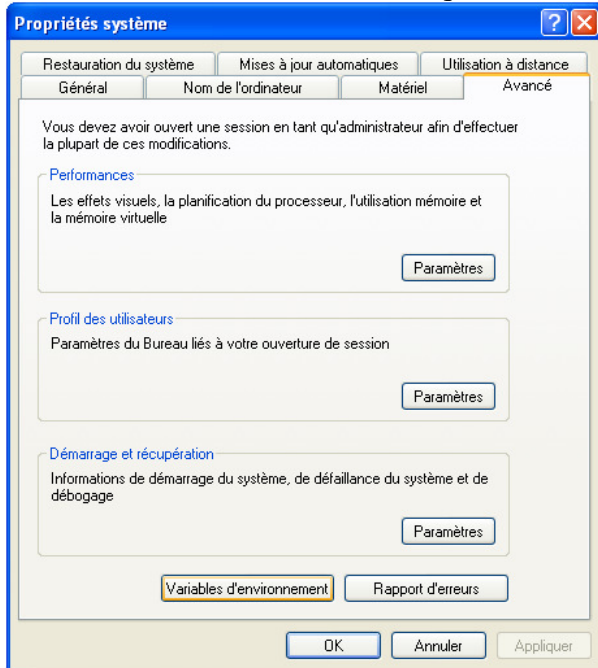 Propriétés système
Restauration du système Mises à jour automatiques Utilisation à distance
Général Nom de l'ordinateur Matériel Avancé
Vous devez avoir ouvert une session en tant qu'administrateur afin d'effectuer
la plupart de ces modifications.
Performances
Les effets visuels, la planification du processeur, l'utilisation mémoire et
la mémoire virtuelle
Paramètres
Profil des utilisateurs
Paramètres du Bureau liés à votre ouverture de session
Paramètres
Démarrage et récupération
Informations de démarrage du système, de défaillance du système et de
débogage
Paramètres
Variables d'environnement Rapport d'erreurs
OK Annuler Appliquer